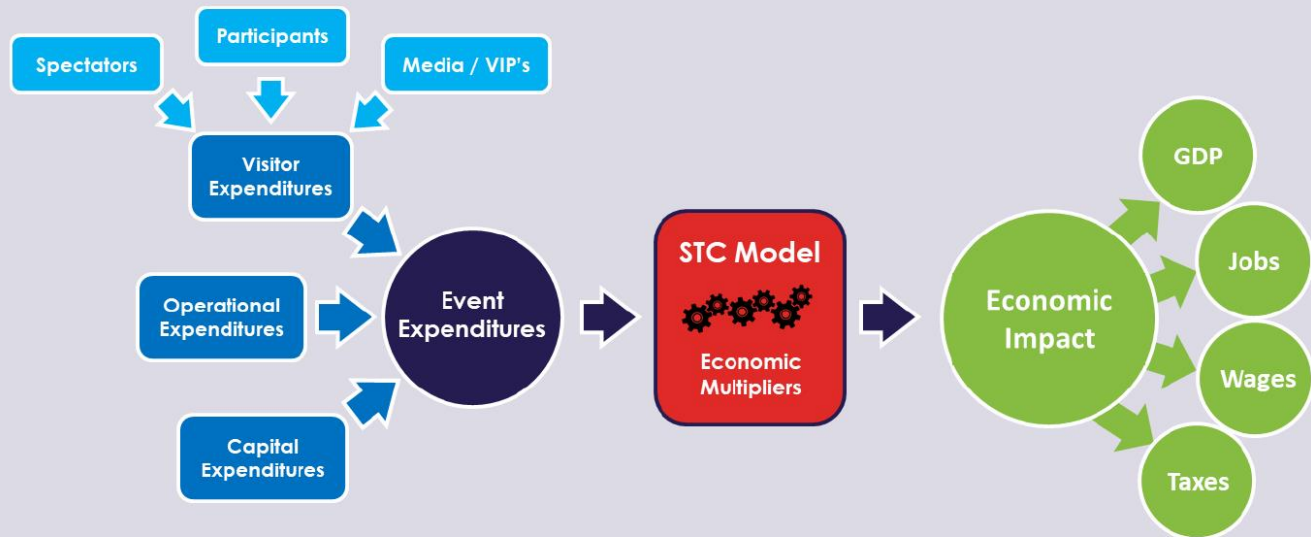 Participants
Spectators
Media / VIP's
Visitor
Expenditures
Operational
Expenditures
Capital
Expenditures
Event
Expenditures
STC Model
Economic
Multipliers
Economic
Impact
GDP
Jobs
Wages
Taxes